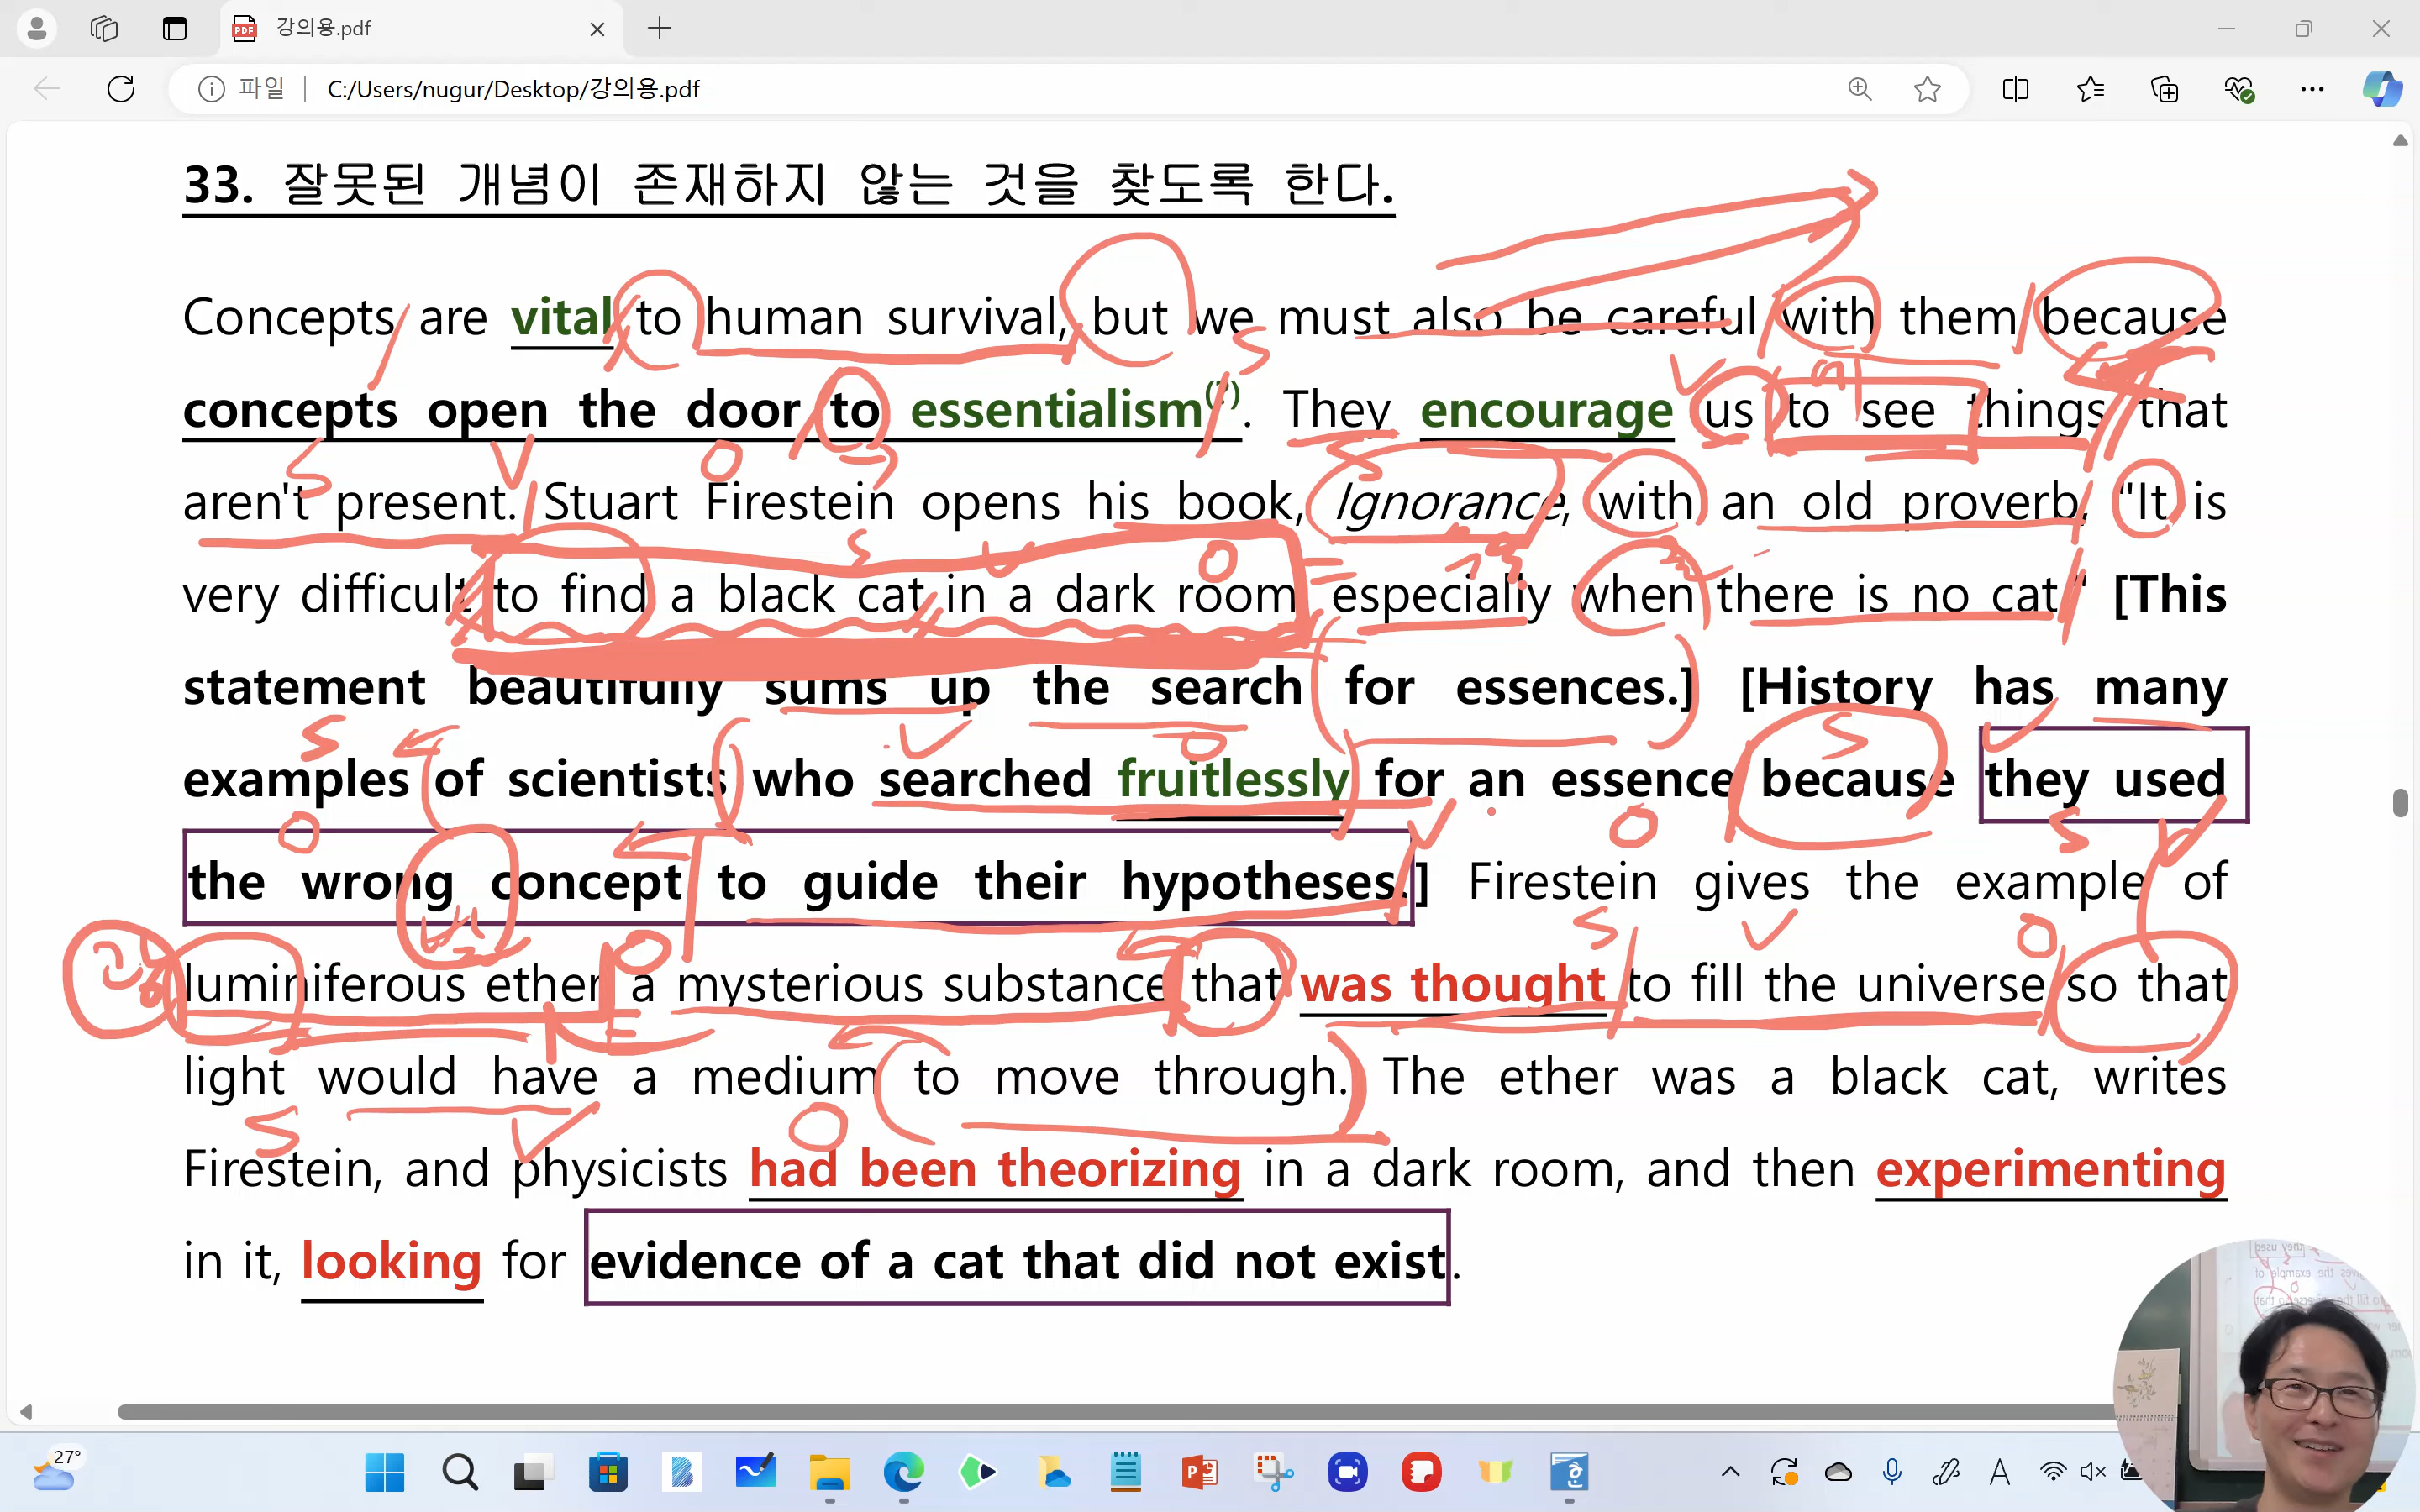 강의용.pdf
파일 C:/Users/nugur/Desktop/강의용.pdf
33. 잘못된 개념이 존재하지 않는 것을 찾도록 한다.
Concepts are vital to human survival, but we must also be careful with them because
concepts open the door to essentialism(?). They encourage us to see things that
aren't present. Stuart Firestein opens his book, Ignorance, with an old proverb, "It is
very difficult to find a black cat in a dark room especially when there is no cat." [This
statement beautifully sums up the search for essences.] [History has many
examples of scientists who searched fruitlessly for an essence because they used
the wrong concept to guide their hypotheses.] Firestein gives the example of
luminiferous ether a mysterious substance that was thought to fill the universe so that
light would have a medium to move through. The ether was a black cat, writes
Firestein, and physicists had been theorizing in a dark room, and then experimenting
in it, looking for evidence of a cat that did not exist.
27°